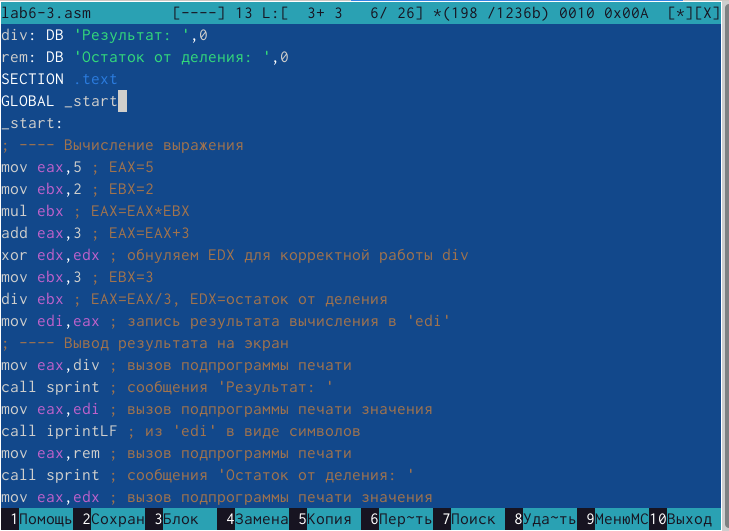 lab6-3.asm [----] 13 L:[ 3+ 3 6/ 26] *(198 /1236b) 0010 0x00A [*][X]
div: DB 'Результат: ',0
rem: DB 'Остаток от деления: ',0
SECTION .text
GLOBAL _start
_start:
; ---- Вычисление выражения
mov eax,5 ; EAX=5
mov ebx,2 ; EBX=2
mul ebx ; EAX=EAX*EBX
add eax,3 ; EAX=EAX+3
xor edx,edx ; обнуляем EDX для корректной работы div
mov ebx,3 ; EBX=3
div ebx ; EAX=EAX/3, EDX=остаток от деления
mov edi,eax ; запись результата вычисления в 'edi'
; ---- Вывод результата на экран
mov eax,div ; вызов подпрограммы печати
call sprint ; сообщения 'Результат: '
mov eax,edi ; вызов подпрограммы печати значения
call iprintLF ; из 'edi' в виде символов
mov eax,rem ; вызов подпрограммы печати
call sprint ; сообщения 'Остаток от деления: '
mov eax,edx ; вызов подпрограммы печати значения
1Помощь 2Сохран 3Блок 4Замена 5Копия 6Пер~ть 7Поиск 8Уда~ть 9МенюMC 10Выход